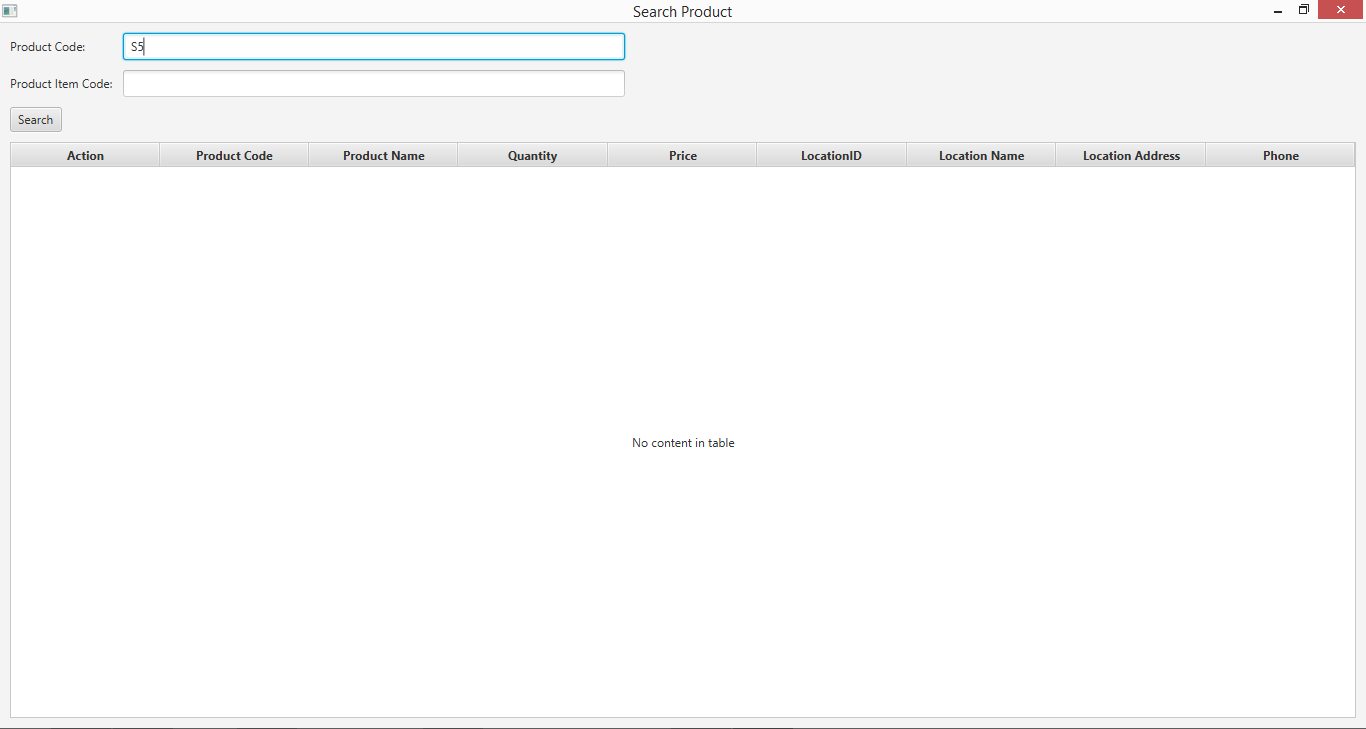 Search Product
Product Code: S5
Product Item Code:
Search
Action Product Code Product Name Quantity Price LocationID Location Name Location Address Phone
No content in table